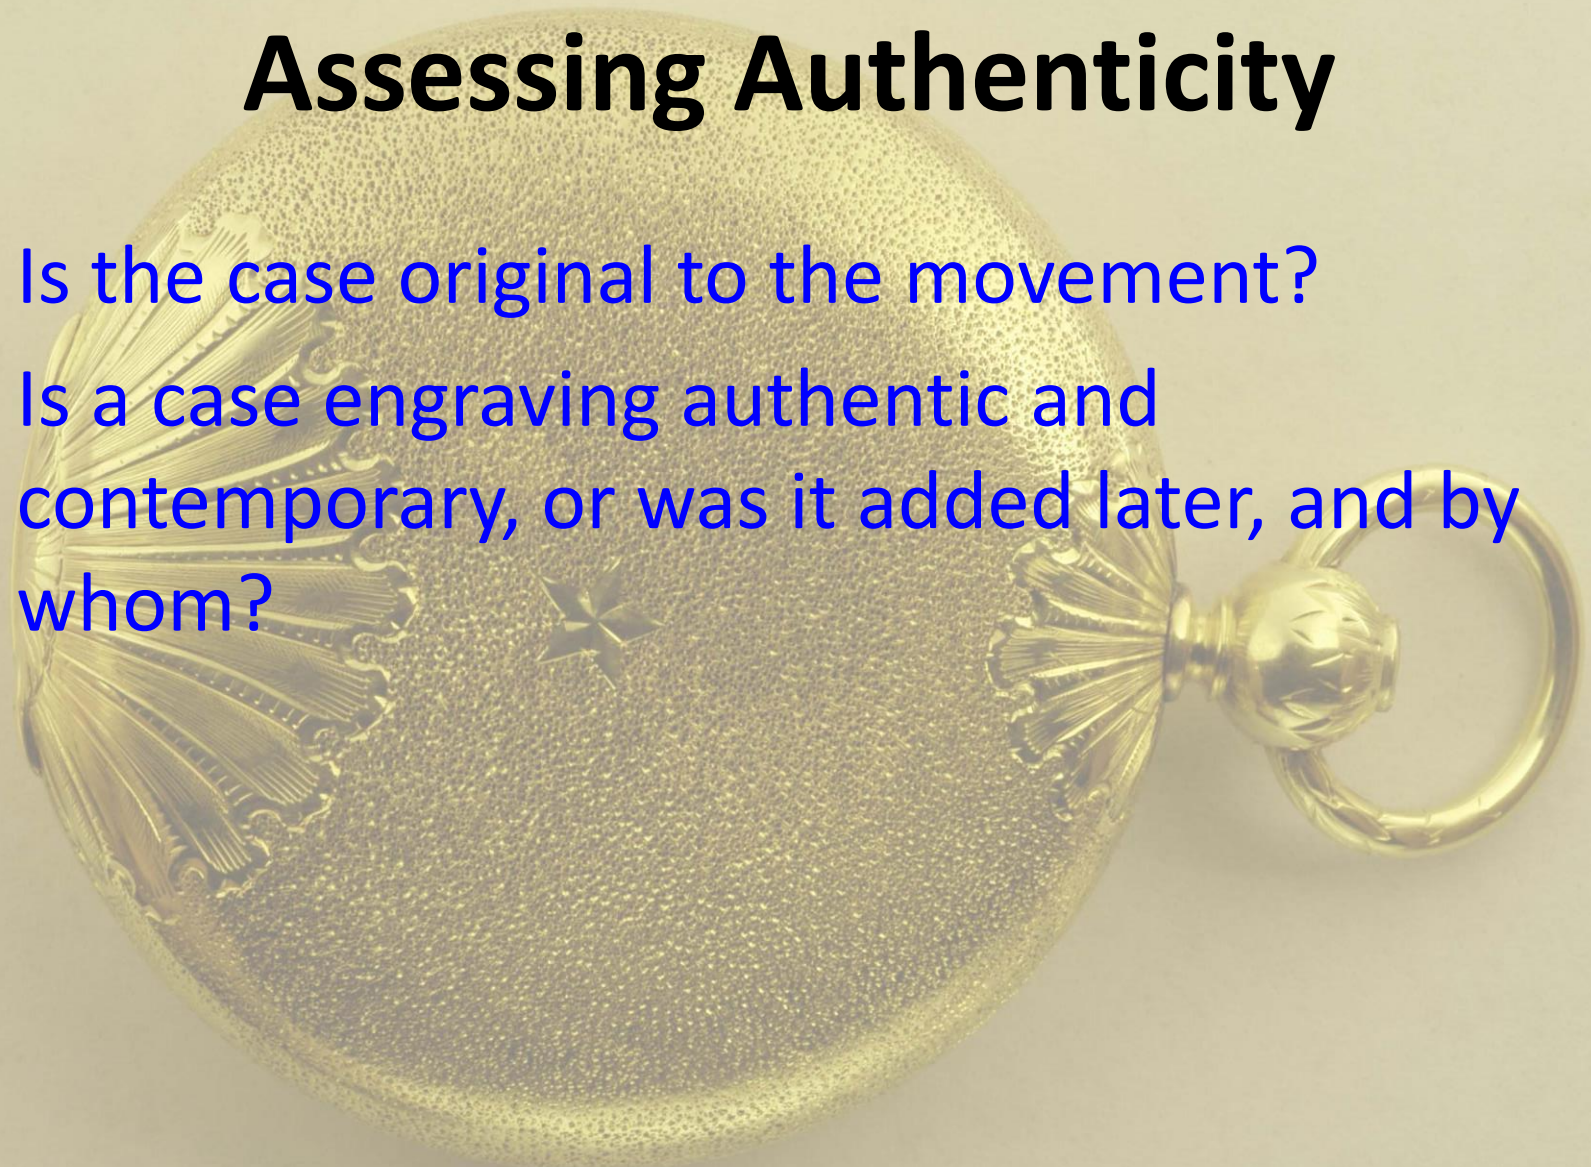 Assessing Authenticity
Is the case original to the movement?
Is a case engraving authentic and
contemporary, or was it added later, and by
whom?